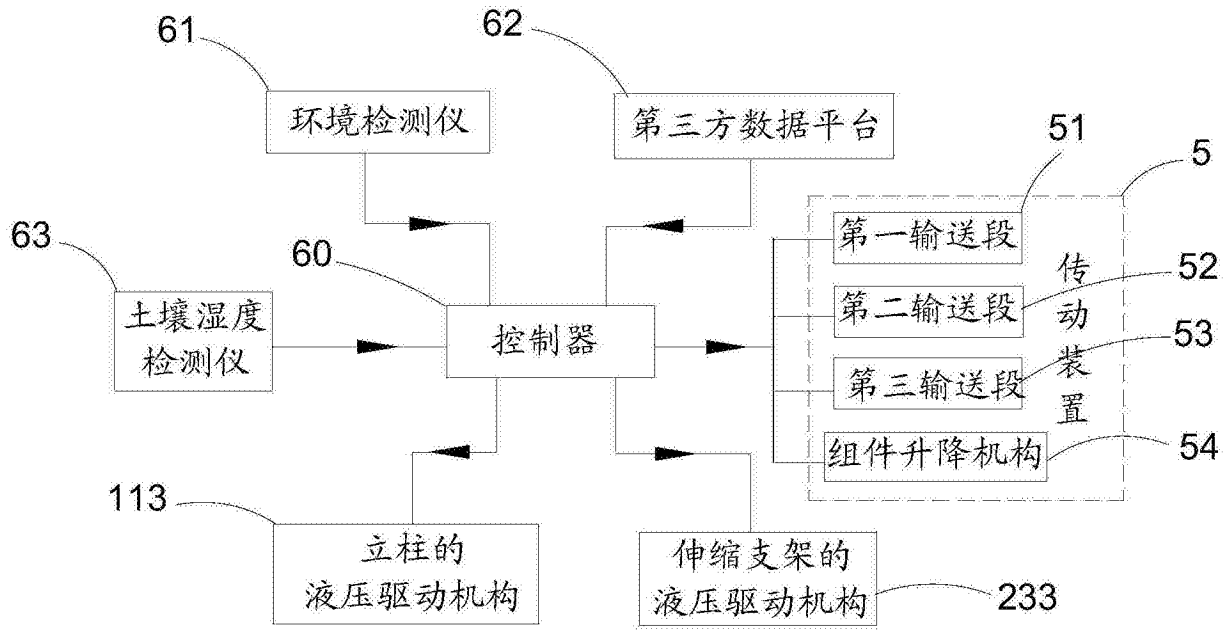 61
62
环境检测仪
第三方数据平台
51
5
63
60
第一输送段
传动装置
52
土壤湿度
检测仪
控制器
第二输送段
53
第三输送段
组件升降机构
54
113
立柱的
液压驱动机构
伸缩支架的
液压驱动机构
233